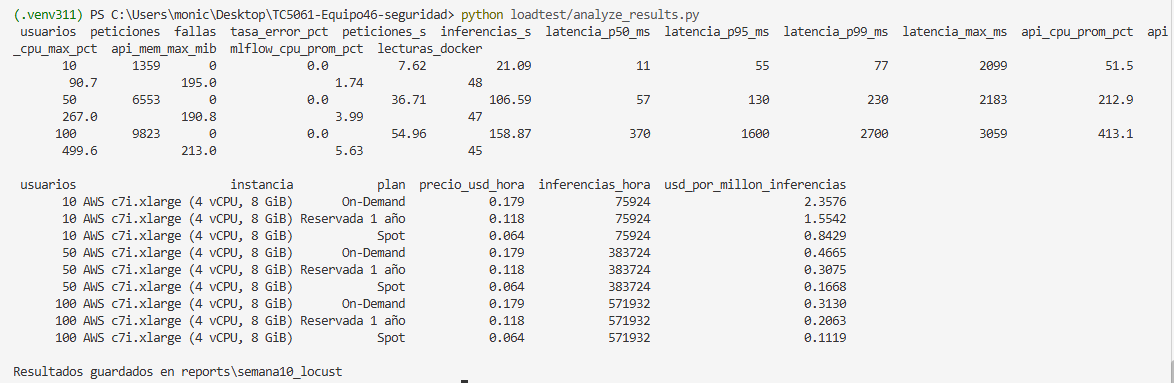 (.venv311) PS C:\Users\monic\Desktop\TC5061-Equipo46-seguridad> python loadtest/analyze_results.py
usuarios peticiones fallas tasa_error_pct peticiones_s inferencias_s latencia_p50_ms latencia_p95_ms latencia_p99_ms latencia_max_ms api_cpu_prom_pct api
_cpu_max_pct api_mem_max_mib mlflow_cpu_prom_pct lecturas_docker
10 1359 0 0.0 7.62 21.09 11 55 77 2099 51.5
90.7 195.0 1.74 48
50 6553 0 0.0 36.71 106.59 57 130 230 2183 212.9
267.0 190.8 3.99 47
100 9823 0 0.0 54.96 158.87 370 1600 2700 3059 413.1
499.6 213.0 5.63 45
usuarios instancia plan precio_usd_hora inferencias_hora usd_por_millon_inferencias
10 AWS c7i.xlarge (4 vCPU, 8 GiB) On-Demand 0.179 75924 2.3576
10 AWS c7i.xlarge (4 vCPU, 8 GiB) Reservada 1 año 0.118 75924 1.5542
10 AWS c7i.xlarge (4 vCPU, 8 GiB) Spot 0.064 75924 0.8429
50 AWS c7i.xlarge (4 vCPU, 8 GiB) On-Demand 0.179 383724 0.4665
50 AWS c7i.xlarge (4 vCPU, 8 GiB) Reservada 1 año 0.118 383724 0.3075
50 AWS c7i.xlarge (4 vCPU, 8 GiB) Spot 0.064 383724 0.1668
100 AWS c7i.xlarge (4 vCPU, 8 GiB) On-Demand 0.179 571932 0.3130
100 AWS c7i.xlarge (4 vCPU, 8 GiB) Reservada 1 año 0.118 571932 0.2063
100 AWS c7i.xlarge (4 vCPU, 8 GiB) Spot 0.064 571932 0.1119
Resultados guardados en reports\semana10_locust